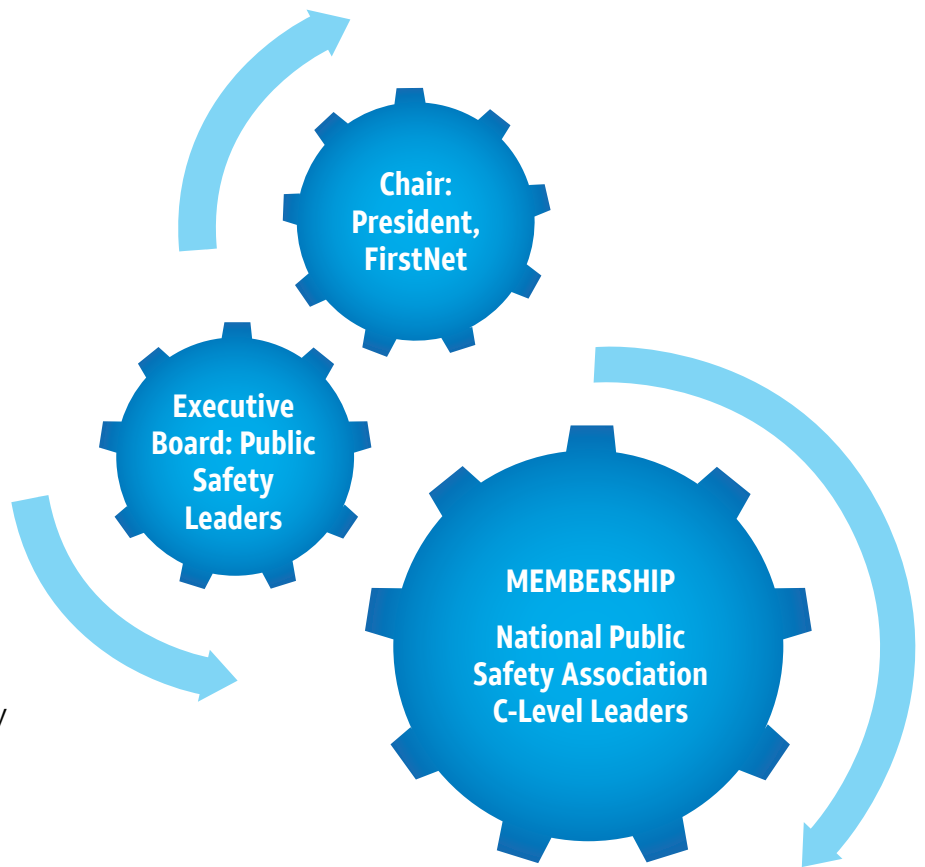 Chair:
President,
FirstNet
Executive
Board: Public
Safety
Leaders
MEMBERSHIP
National Public
Safety Association
C-Level Leaders
y